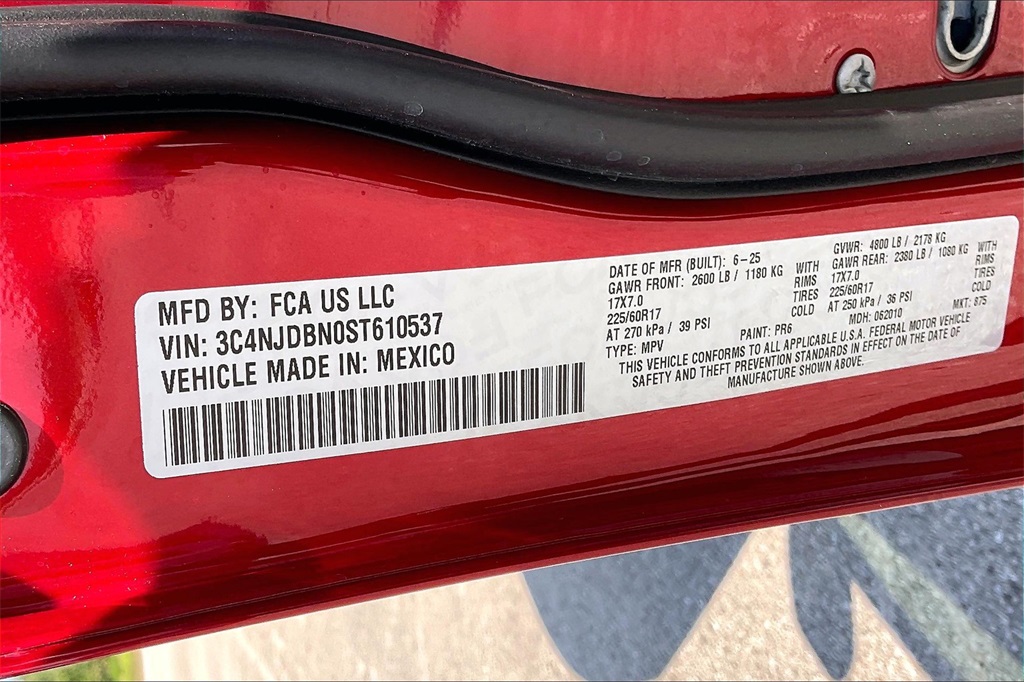 MFD BY: FCA US LLC
VIN: 3C4NJDBN0ST610537
VEHICLE MADE IN: MEXICO
DATE OF MFR (BUILT): 6-25
GAWR FRONT: 2600 LB / 1180 KG WITH
17X7.0 RIMS
225/60R17 TIRES
AT 270 kPa / 39 PSI COLD
TYPE: MPV PAINT: PR6
GVWR: 4800 LB / 2178 KG
GAWR REAR: 2380 LB / 1080 KG WITH
17X7.0 RIMS
225/60R17 TIRES
AT 250 kPa / 36 PSI COLD
MDH: 062010 MKT: 875
THIS VEHICLE CONFORMS TO ALL APPLICABLE U.S.A. FEDERAL MOTOR VEHICLE
SAFETY AND THEFT PREVENTION STANDARDS IN EFFECT ON THE DATE OF
MANUFACTURE SHOWN ABOVE.